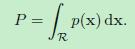 P = ∫_ℛ p(𝐱) d𝐱.